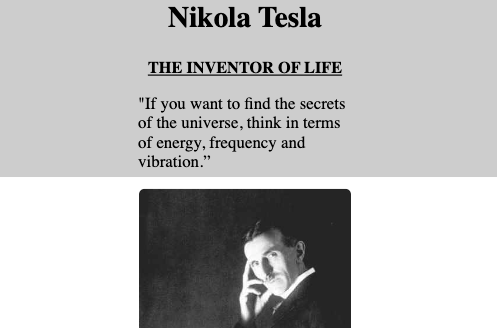 Nikola Tesla
THE INVENTOR OF LIFE
"If you want to find the secrets
of the universe, think in terms
of energy, frequency and
vibration.”